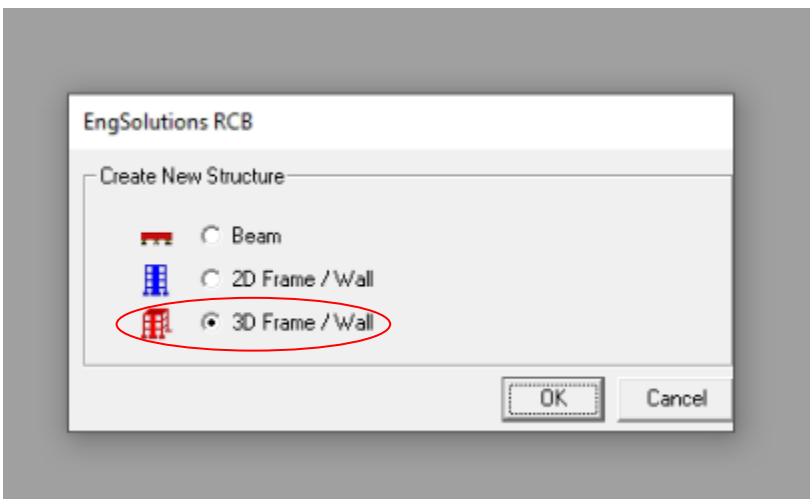 EngSolutions RCB
Create New Structure
Beam
2D Frame / Wall
3D Frame / Wall
OK
Cancel